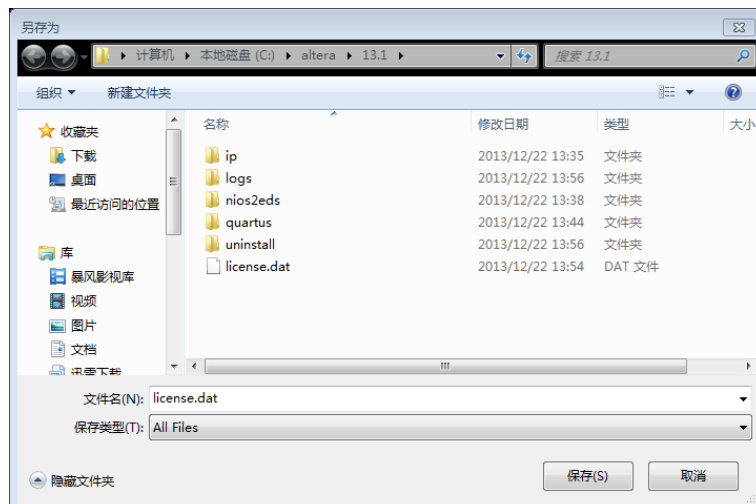 另存为
计算机 ▸ 本地磁盘 (C:) ▸ altera ▸ 13.1 ▸
搜索 13.1
组织 新建文件夹
收藏夹
下载
桌面
最近访问的位置
库
暴风影视库
视频
图片
文档
迅雷下载
名称 修改日期 类型 大小
ip 2013/12/22 13:35 文件夹
logs 2013/12/22 13:56 文件夹
nios2eds 2013/12/22 13:38 文件夹
quartus 2013/12/22 13:44 文件夹
uninstall 2013/12/22 13:56 文件夹
license.dat 2013/12/22 13:54 DAT 文件
文件名(N): license.dat
保存类型(T): All Files
隐藏文件夹 保存(S) 取消